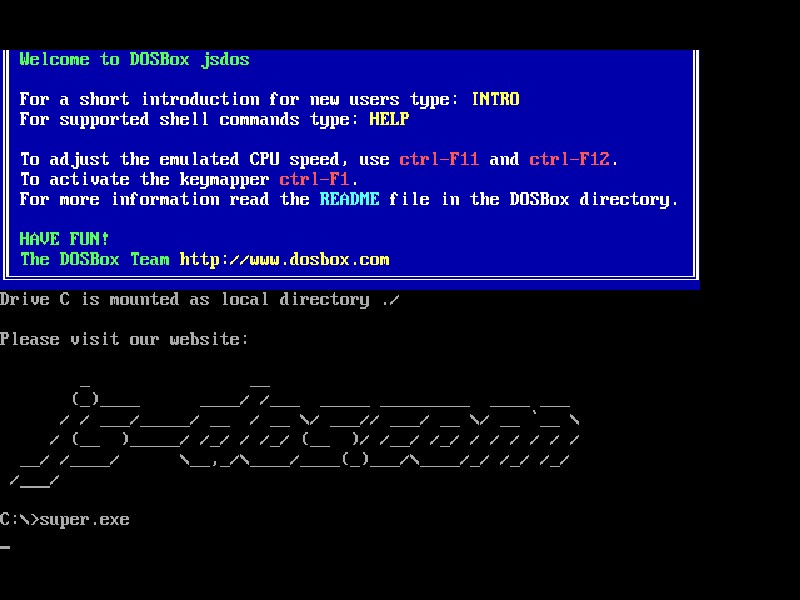 Welcome to DOSBox jsdos
For a short introduction for new users type: INTRO
For supported shell commands type: HELP
To adjust the emulated CPU speed, use ctrl-F11 and ctrl-F12.
To activate the keymapper ctrl-F1.
For more information read the README file in the DOSBox directory.
HAVE FUN!
The DOSBox Team http://www.dosbox.com
Drive C is mounted as local directory ./
Please visit our website:
js-dos.com
C:\>super.exe